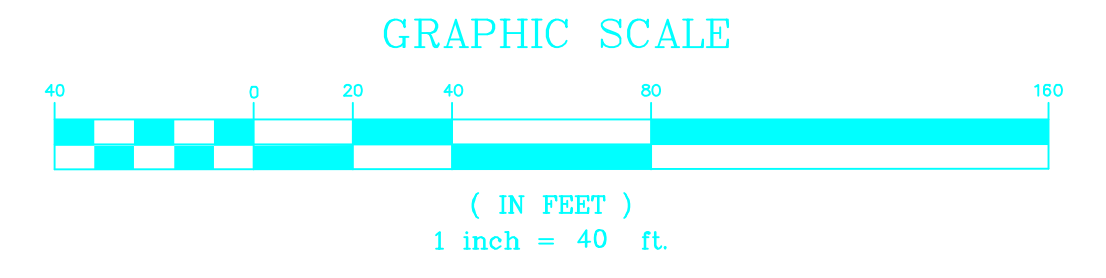 GRAPHIC SCALE
40 0 20 40 80 160
( IN FEET )
1 inch = 40 ft.